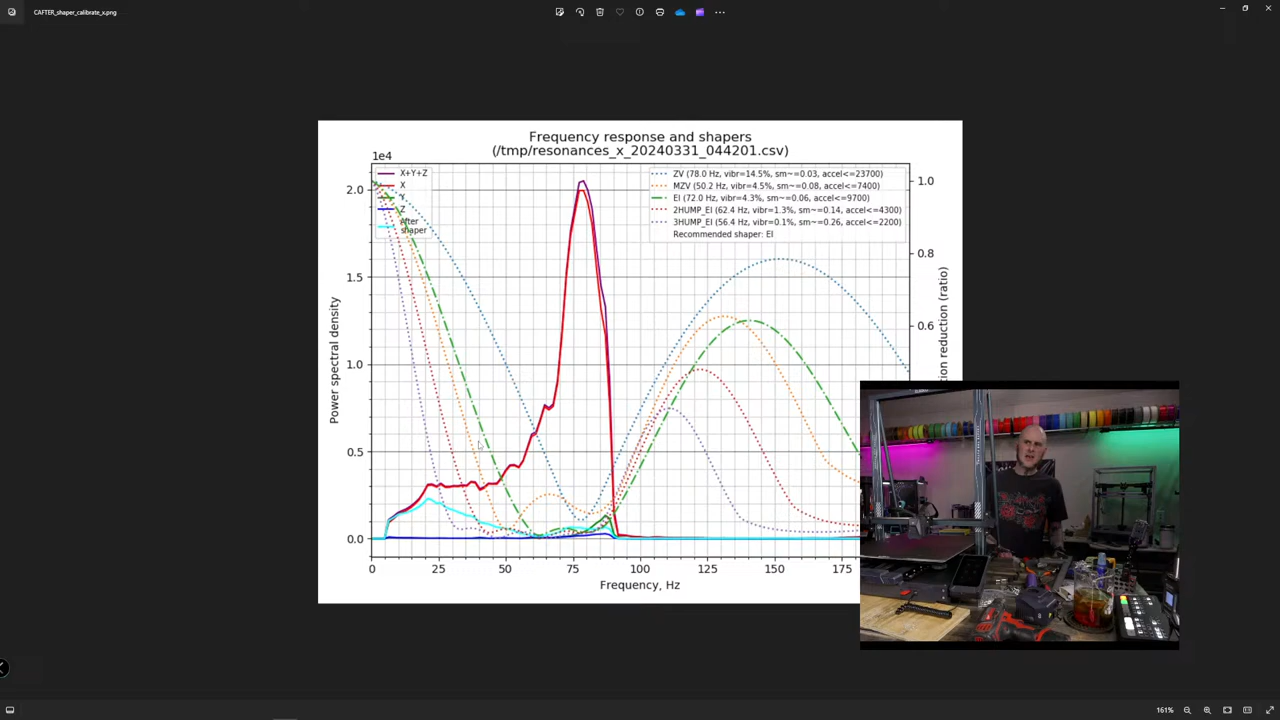 CAFTER_shaper_calibrate_x.png
Frequency response and shapers
(/tmp/resonances_x_20240331_044201.csv)
1e4
X+Y+Z
X
Y
Z
After
shaper
ZV (78.0 Hz, vibr=14.5%, sm~=0.03, accel<=23700)
MZV (50.2 Hz, vibr=4.5%, sm~=0.08, accel<=7400)
EI (72.0 Hz, vibr=4.3%, sm~=0.06, accel<=9700)
2HUMP_EI (62.4 Hz, vibr=1.3%, sm~=0.14, accel<=4300)
3HUMP_EI (56.4 Hz, vibr=0.1%, sm~=0.26, accel<=2200)
Recommended shaper: EI
2.0
1.5
1.0
0.5
0.0
Power spectral density
1.0
0.8
0.6
tion reduction (ratio)
0
25
50
75
100
125
150
175
Frequency, Hz
161%